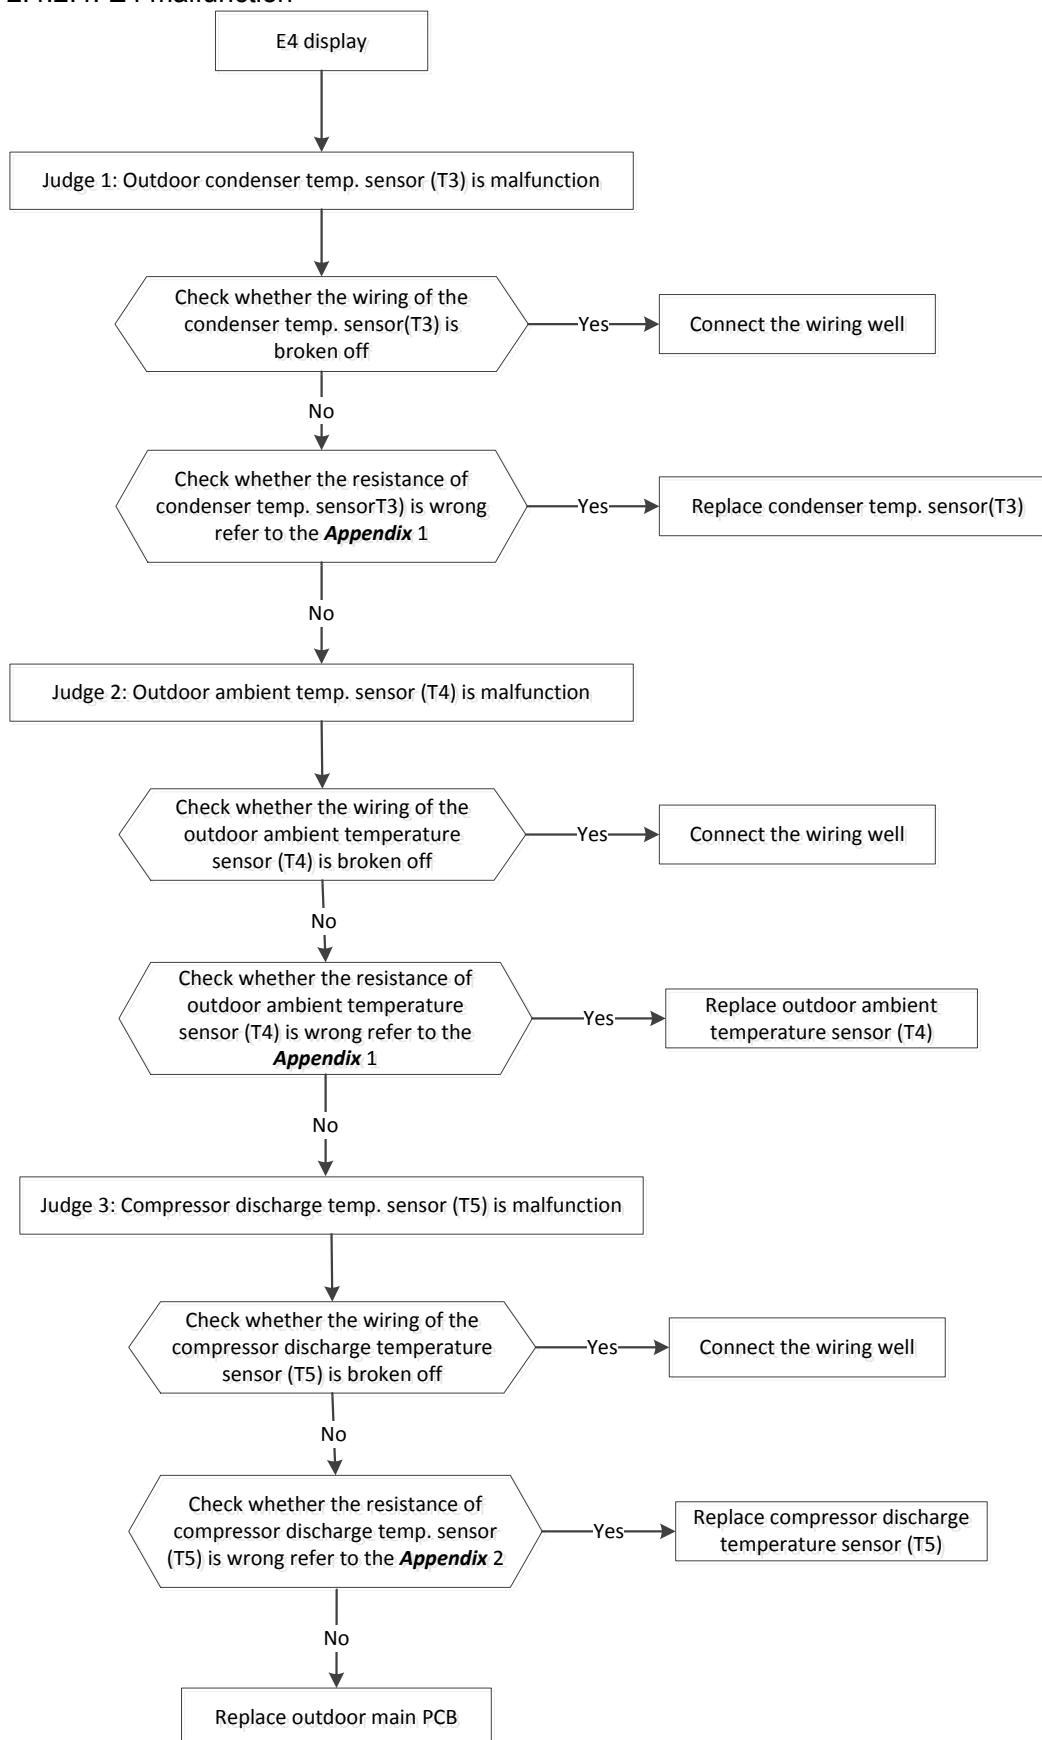 E4 display
Judge 1: Outdoor condenser temp. sensor (T3) is malfunction
Check whether the wiring of the
condenser temp. sensor(T3) is
broken off
Yes
Connect the wiring well
No
Check whether the resistance of
condenser temp. sensorT3) is wrong
refer to the Appendix 1
Yes
Replace condenser temp. sensor(T3)
No
Judge 2: Outdoor ambient temp. sensor (T4) is malfunction
Check whether the wiring of the
outdoor ambient temperature
sensor (T4) is broken off
Yes
Connect the wiring well
No
Check whether the resistance of
outdoor ambient temperature
sensor (T4) is wrong refer to the
Appendix 1
Yes
Replace outdoor ambient
temperature sensor (T4)
No
Judge 3: Compressor discharge temp. sensor (T5) is malfunction
Check whether the wiring of the
compressor discharge temperature
sensor (T5) is broken off
Yes
Connect the wiring well
No
Check whether the resistance of
compressor discharge temp. sensor
(T5) is wrong refer to the Appendix 2
Yes
Replace compressor discharge
temperature sensor (T5)
No
Replace outdoor main PCB